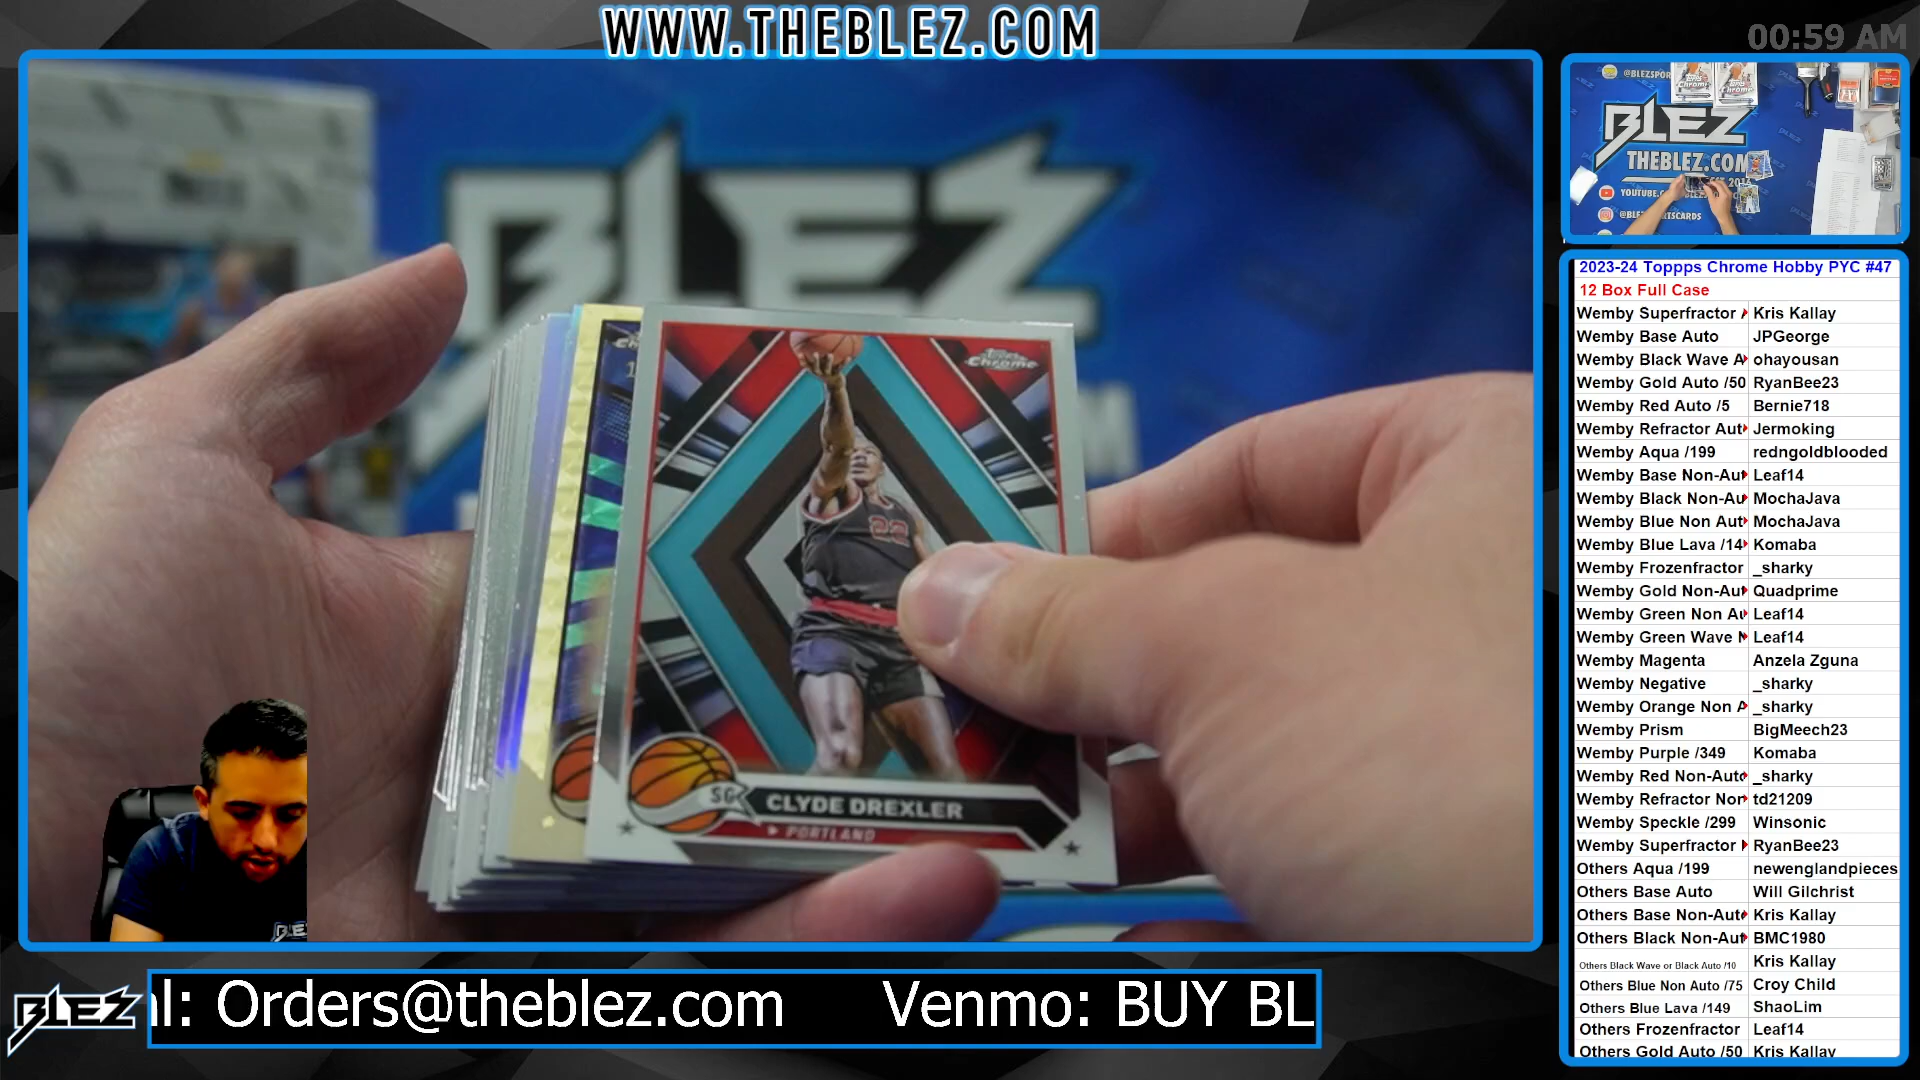 WWW.THEBLEZ.COM
00:59 AM
BLEZ
Topps Chrome
22
SG
CLYDE DREXLER
PORTLAND
BLEZ
THEBLEZ.COM
2023-24 Toppps Chrome Hobby PYC #47
12 Box Full Case
Wemby Superfractor Kris Kallay
Wemby Base Auto JPGeorge
Wemby Black Wave A ohayousan
Wemby Gold Auto /50 RyanBee23
Wemby Red Auto /5 Bernie718
Wemby Refractor Aut Jermoking
Wemby Aqua /199 redngoldblooded
Wemby Base Non-Aut Leaf14
Wemby Black Non-Au MochaJava
Wemby Blue Non Aut MochaJava
Wemby Blue Lava /14 Komaba
Wemby Frozenfractor _sharky
Wemby Gold Non-Aut Quadprime
Wemby Green Non Au Leaf14
Wemby Green Wave N Leaf14
Wemby Magenta Anzela Zguna
Wemby Negative _sharky
Wemby Orange Non A _sharky
Wemby Prism BigMeech23
Wemby Purple /349 Komaba
Wemby Red Non-Auto _sharky
Wemby Refractor Non td21209
Wemby Speckle /299 Winsonic
Wemby Superfractor RyanBee23
Others Aqua /199 newenglandpieces
Others Base Auto Will Gilchrist
Others Base Non-Auto Kris Kallay
Others Black Non-Aut BMC1980
Others Black Wave or Black Auto /10 Kris Kallay
Others Blue Non Auto /75 Croy Child
Others Blue Lava /149 ShaoLim
Others Frozenfractor Leaf14
Others Gold Auto /50 Kris Kallay
BLEZ
l: Orders@theblez.com Venmo: BUY BL